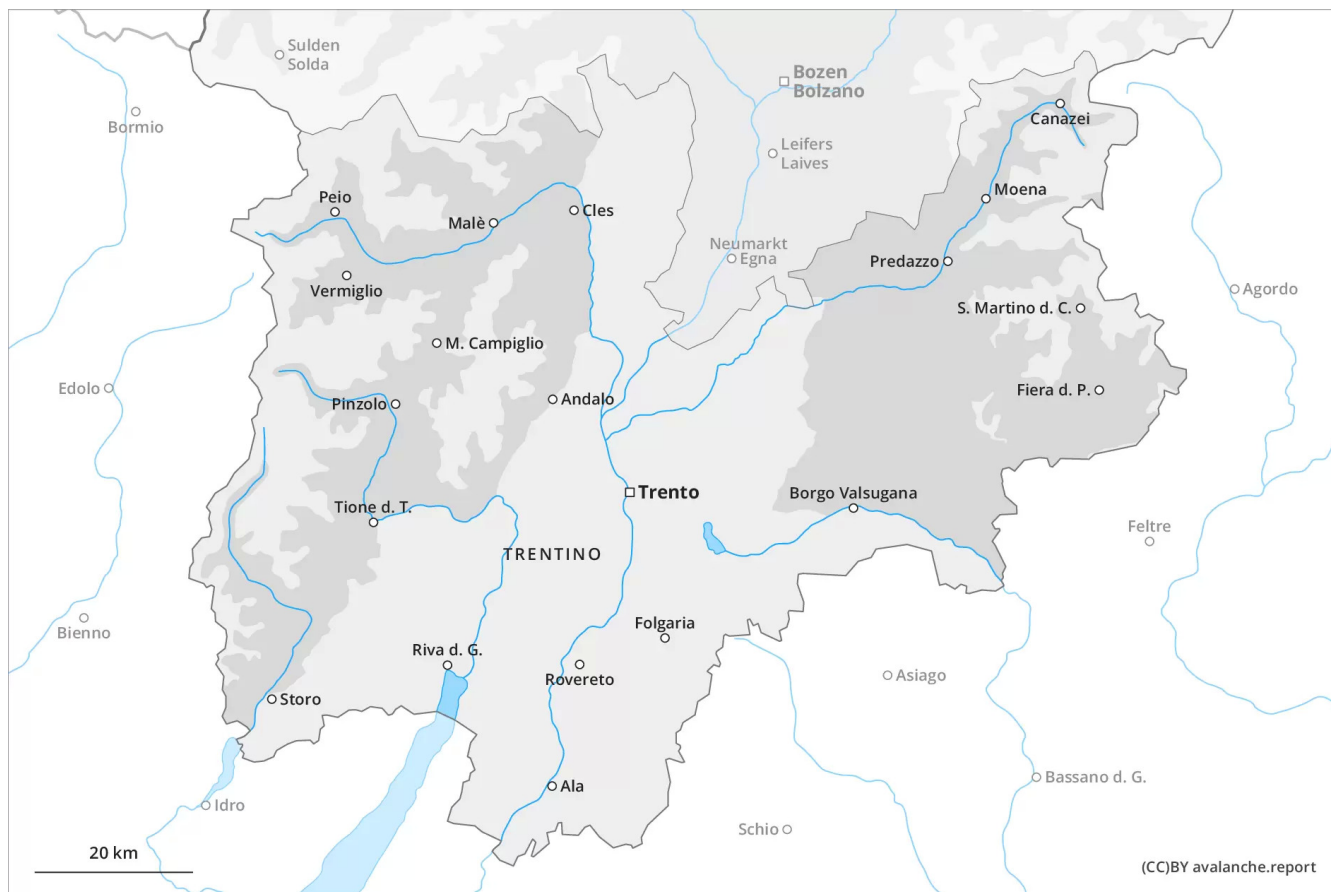 Sulden
Solda
Bozen
Bolzano
Bormio
Canazei
Leifers
Laives
Moena
Peio
Malè
Cles
Neumarkt
Egna
Predazzo
Vermiglio
Agordo
S. Martino d. C.
M. Campiglio
Edolo
Fiera d. P.
Pinzolo
Andalo
Trento
Borgo Valsugana
Tione d. T.
Feltre
TRENTINO
Bienno
Folgaria
Riva d. G.
Asiago
Rovereto
Storo
Bassano d. G.
Ala
Idro
Schio
20 km
(CC)BY avalanche.report